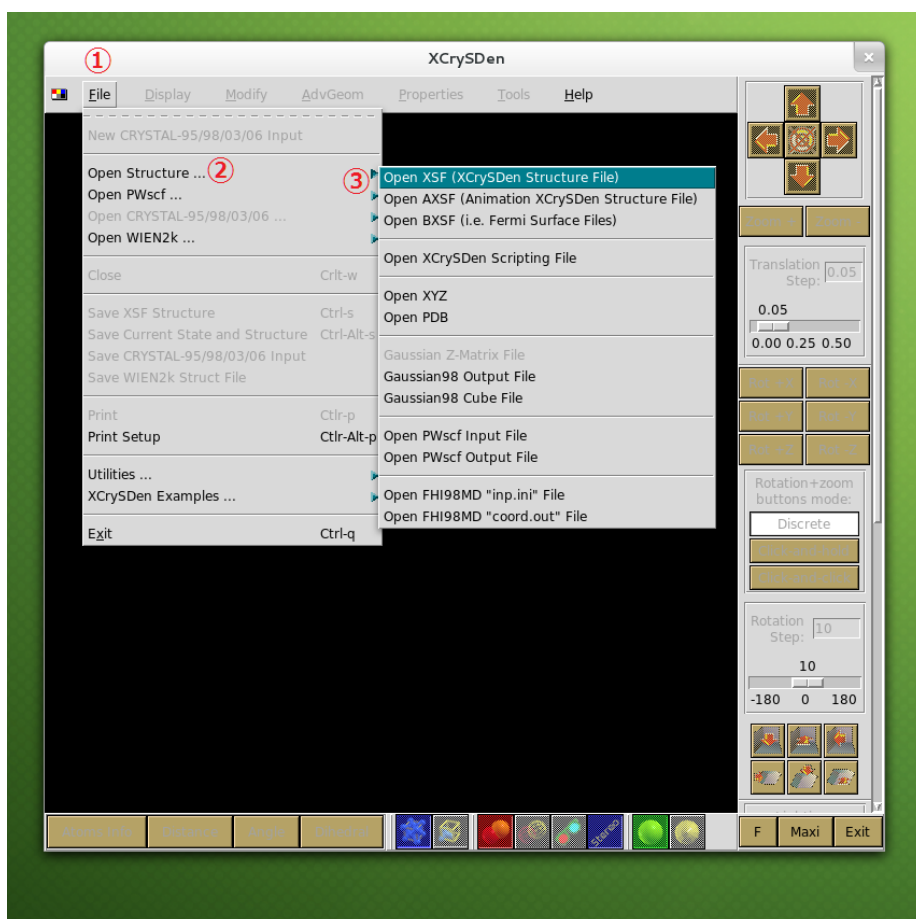 ①
XCrySDen
File Display Modify AdvGeom Properties Tools Help
New CRYSTAL-95/98/03/06 Input
Open Structure ... ②
Open PWscf ...
Open CRYSTAL-95/98/03/06 ...
Open WIEN2k ...
Close Crlt-w
Save XSF Structure Ctrl-s
Save Current State and Structure Ctrl-Alt-s
Save CRYSTAL-95/98/03/06 Input
Save WIEN2k Struct File
Print Ctlr-p
Print Setup Ctlr-Alt-p
Utilities ...
XCrySDen Examples ...
Exit Ctrl-q
③
Open XSF (XCrySDen Structure File)
Open AXSF (Animation XCrySDen Structure File)
Open BXSF (i.e. Fermi Surface Files)
Open XCrySDen Scripting File
Open XYZ
Open PDB
Gaussian Z-Matrix File
Gaussian98 Output File
Gaussian98 Cube File
Open PWscf Input File
Open PWscf Output File
Open FHI98MD "inp.ini" File
Open FHI98MD "coord.out" File
Translation
Step: 0.05
0.05
0.00 0.25 0.50
Rotation+zoom
buttons mode:
Discrete
Rotation
Step: 10
10
-180 0 180
stereo
F Maxi Exit